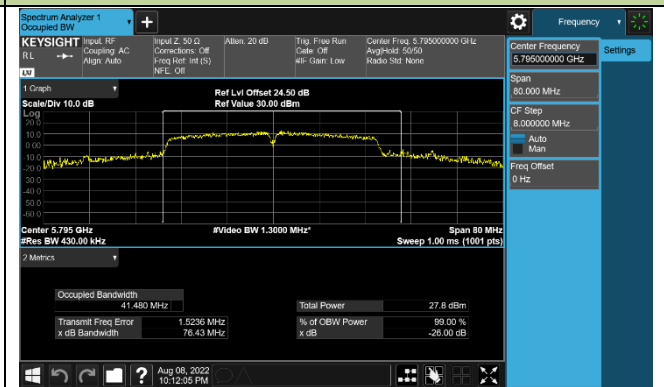 Spectrum Analyzer 1
Occupied BW
Frequency
KEYSIGHT Input: RF Input Z: 50 Ω Atten: 20 dB Trig: Free Run Center Freq: 5.795000000 GHz
RL Coupling: AC Corrections: Off Gate: Off Avg|Hold: 50/50
Align: Auto Freq Ref: Int (S) #IF Gain: Low Radio Std: None
NFE: Off
LXI
Center Frequency
5.795000000 GHz
Settings
Span
80.000 MHz
CF Step
8.000000 MHz
Auto
Man
Freq Offset
0 Hz
1 Graph
Ref Lvl Offset 24.50 dB
Scale/Div 10.0 dB Ref Value 30.00 dBm
Log
20.0
10.0
0.00
-10.0
-20.0
-30.0
-40.0
-50.0
-60.0
Center 5.795 GHz #Video BW 1.3000 MHz* Span 80 MHz
#Res BW 430.00 kHz Sweep 1.00 ms (1001 pts)
2 Metrics
Occupied Bandwidth
41.480 MHz Total Power 27.8 dBm
Transmit Freq Error 1.5236 MHz % of OBW Power 99.00 %
x dB Bandwidth 76.43 MHz x dB -26.00 dB
?
Aug 08, 2022
10:12:05 PM